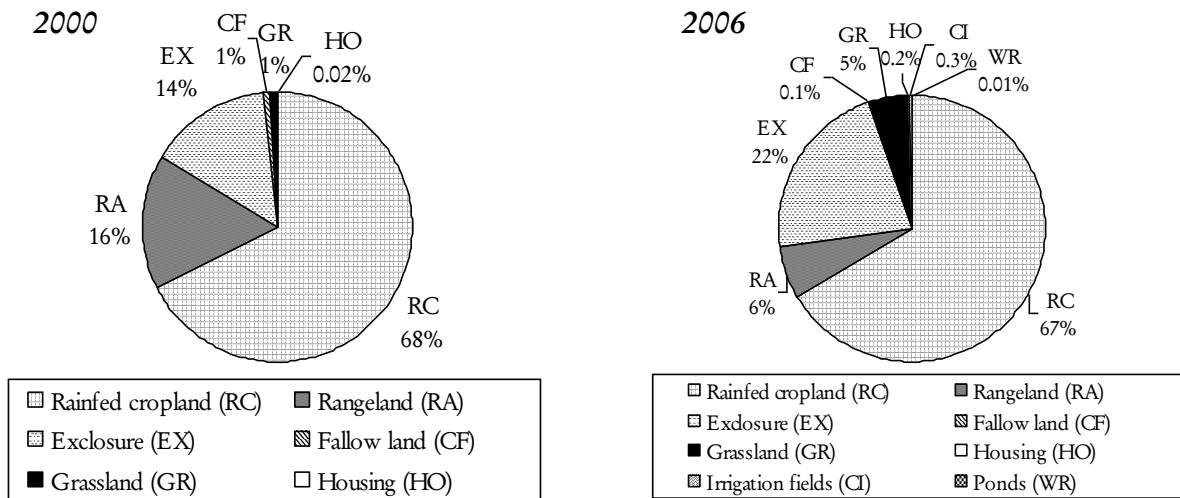 2000
CF
1%
GR
1%
HO
0.02%
EX
14%
RA
16%
RC
68%
Rainfed cropland (RC)
Rangeland (RA)
Exclosure (EX)
Fallow land (CF)
Grassland (GR)
Housing (HO)
2006
HO
0.2%
CI
0.3%
GR
5%
WR
0.01%
CF
0.1%
EX
22%
RA
6%
RC
67%
Rainfed cropland (RC)
Rangeland (RA)
Exclosure (EX)
Fallow land (CF)
Grassland (GR)
Housing (HO)
Irrigation fields (CI)
Ponds (WR)